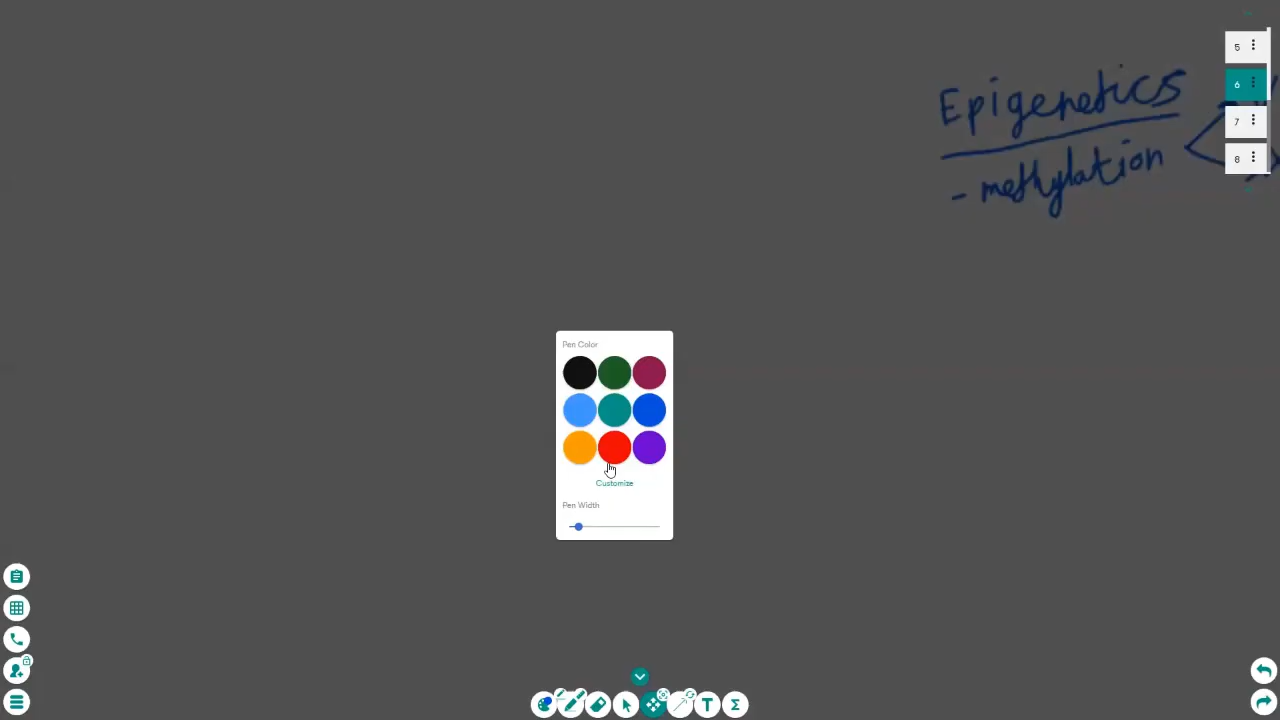 Epigenetics
- methylation
5
6
7
8
Pen Color
Customize
Pen Width
T
Σ